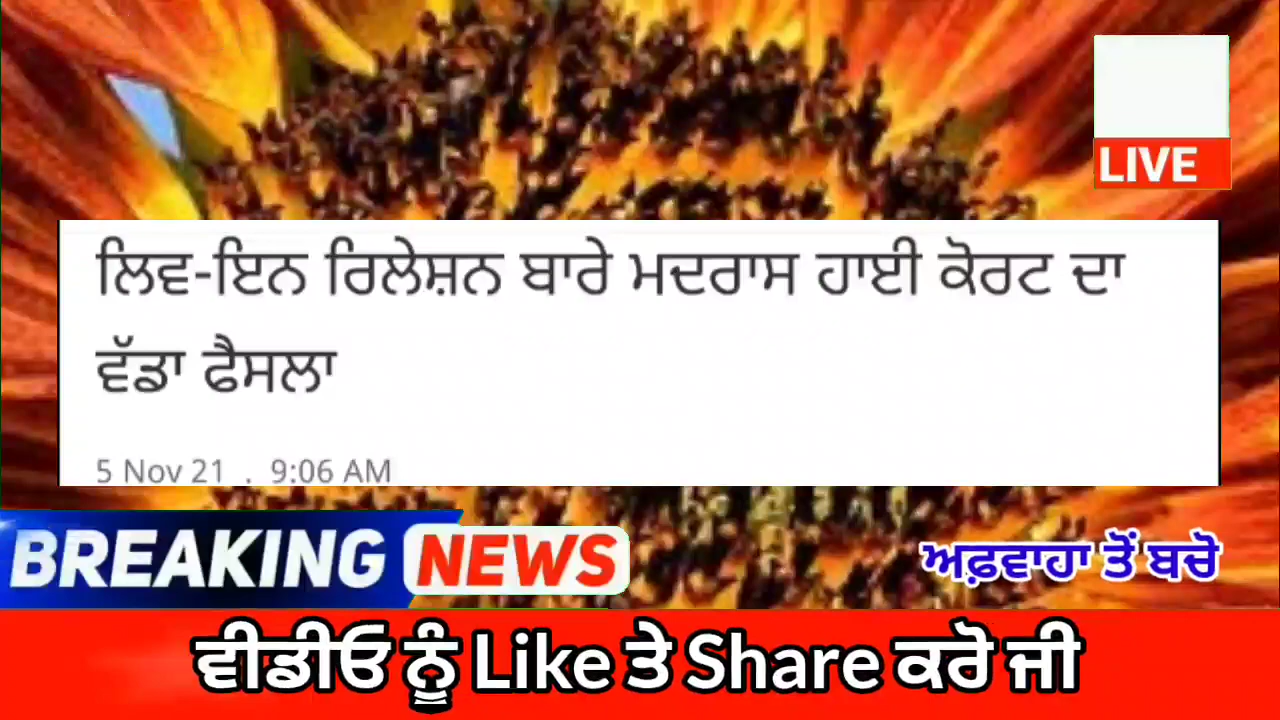 LIVE
ਲਿਵ-ਇਨ ਰਿਲੇਸ਼ਨ ਬਾਰੇ ਮਦਰਾਸ ਹਾਈ ਕੋਰਟ ਦਾ
ਵੱਡਾ ਫੈਸਲਾ
5 Nov 21 . 9:06 AM
BREAKING NEWS
ਅਫ਼ਵਾਹਾ ਤੋਂ ਬਚੋ
ਵੀਡੀਓ ਨੂੰ Like ਤੇ Share ਕਰੋ ਜੀ